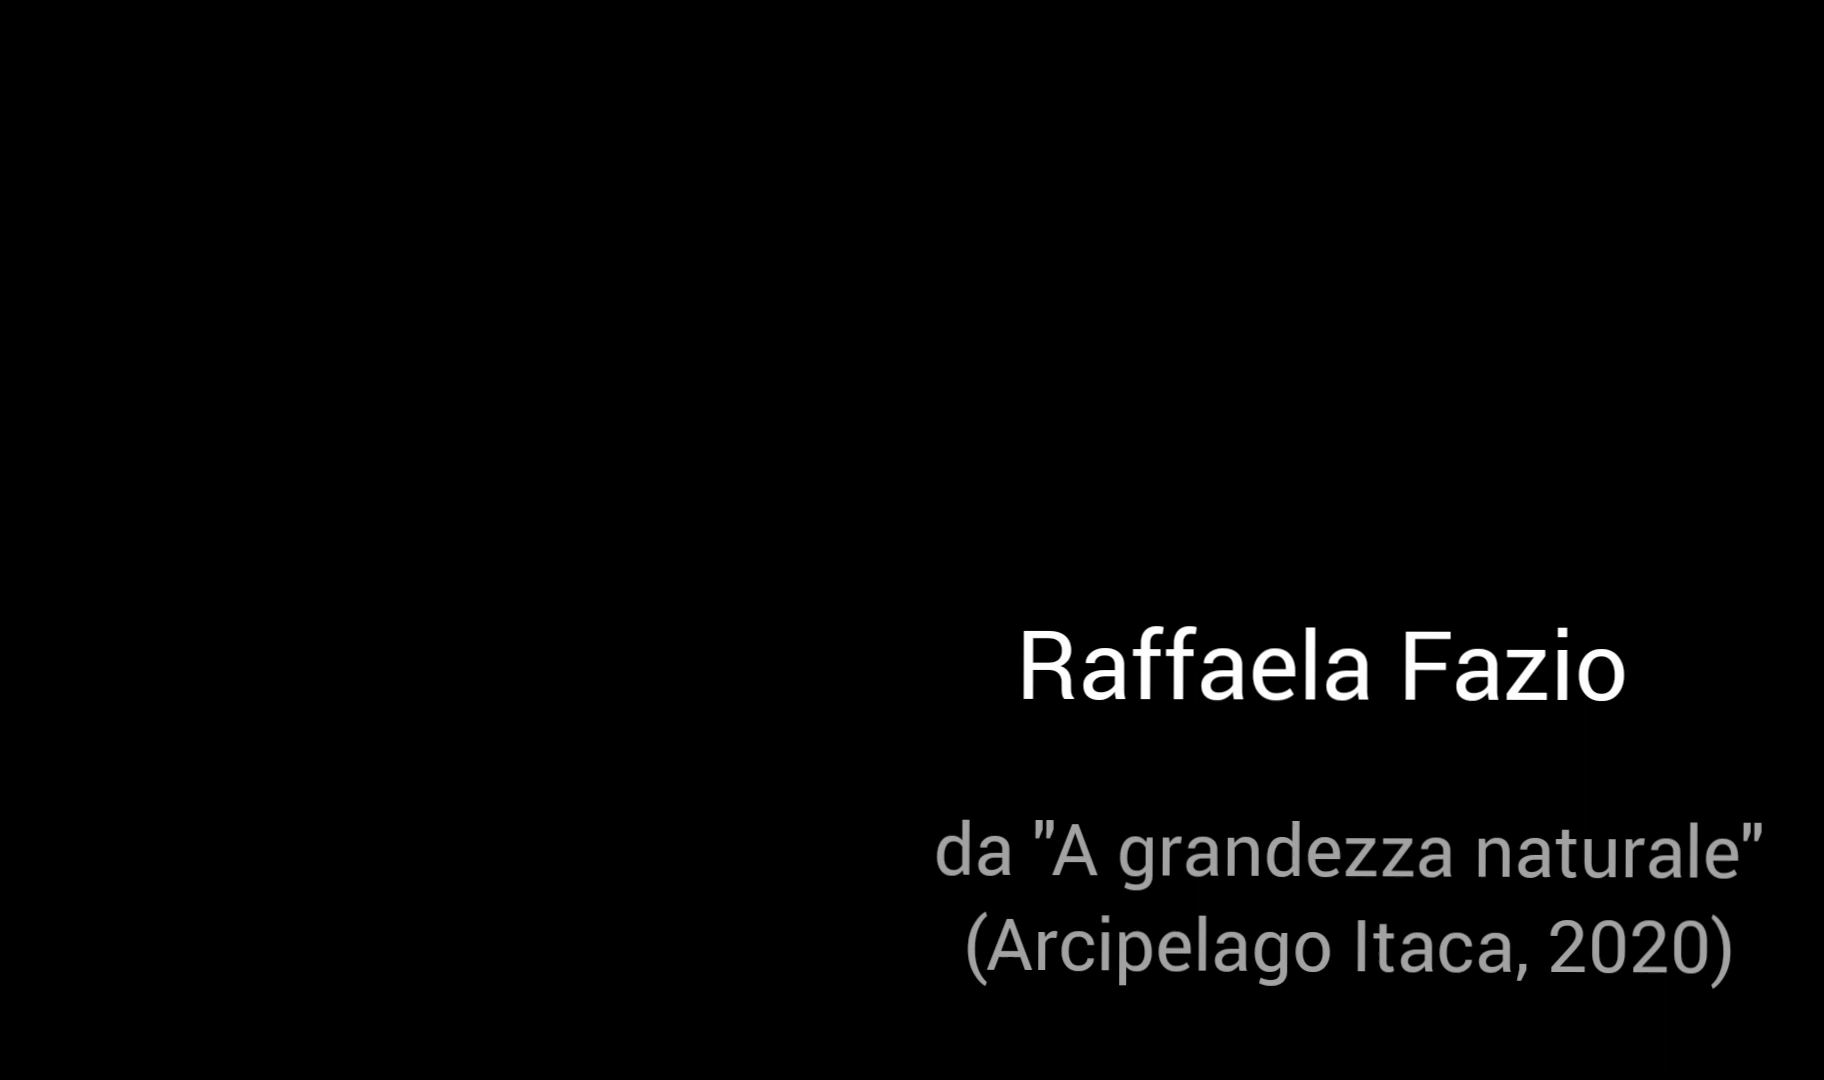 Raffaela Fazio
da "A grandezza naturale"
(Arcipelago Itaca, 2020)